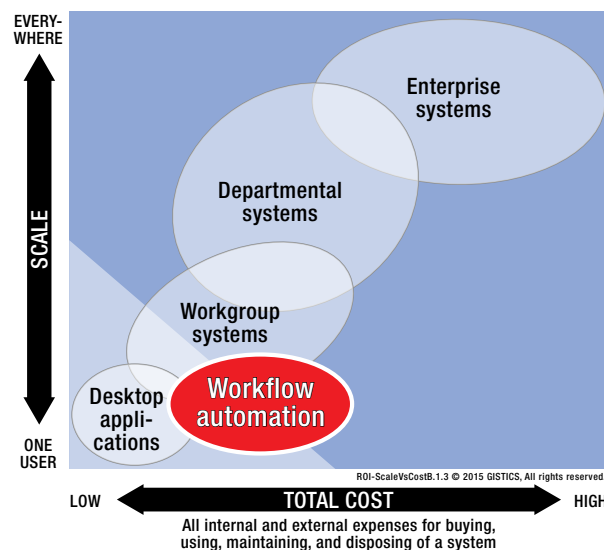 EVERY-
WHERE
SCALE
ONE
USER
Enterprise
systems
Departmental
systems
Workgroup
systems
Workflow
automation
Desktop
appli-
cations
ROI-ScaleVsCostB.1.3 © 2015 GISTICS, All rights reserved.
LOW
TOTAL COST
HIGH
All internal and external expenses for buying,
using, maintaining, and disposing of a system